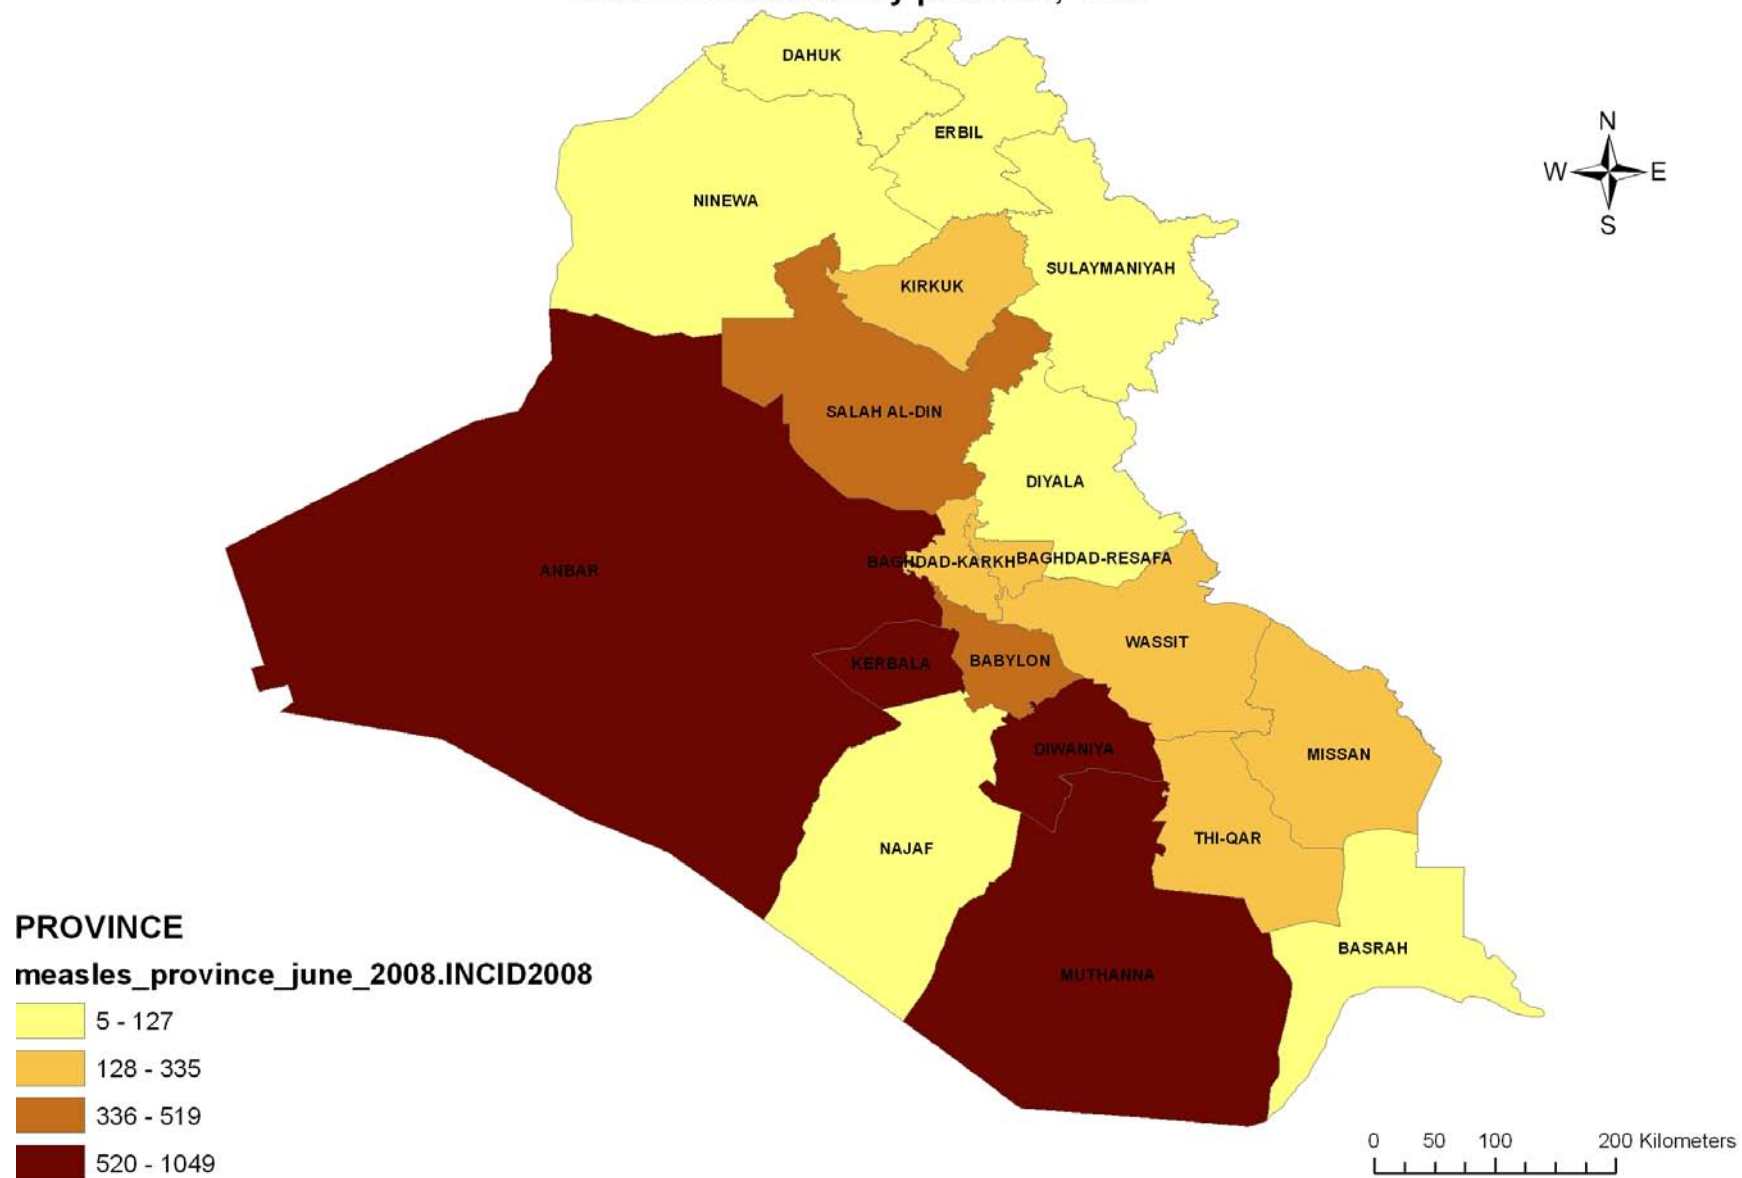 DAHUK
N
ERBIL
W E
NINEWA
S
SULAYMANIYAH
KIRKUK
SALAH AL-DIN
DIYALA
BAGHDAD-KARKH
BAGHDAD-RESAFA
ANBAR
WASSIT
KERBALA
BABYLON
DIWANIYA
MISSAN
THI-QAR
NAJAF
BASRAH
MUTHANNA
PROVINCE
measles_province_june_2008.INCID2008
5 - 127
128 - 335
336 - 519
520 - 1049
0 50 100 200 Kilometers